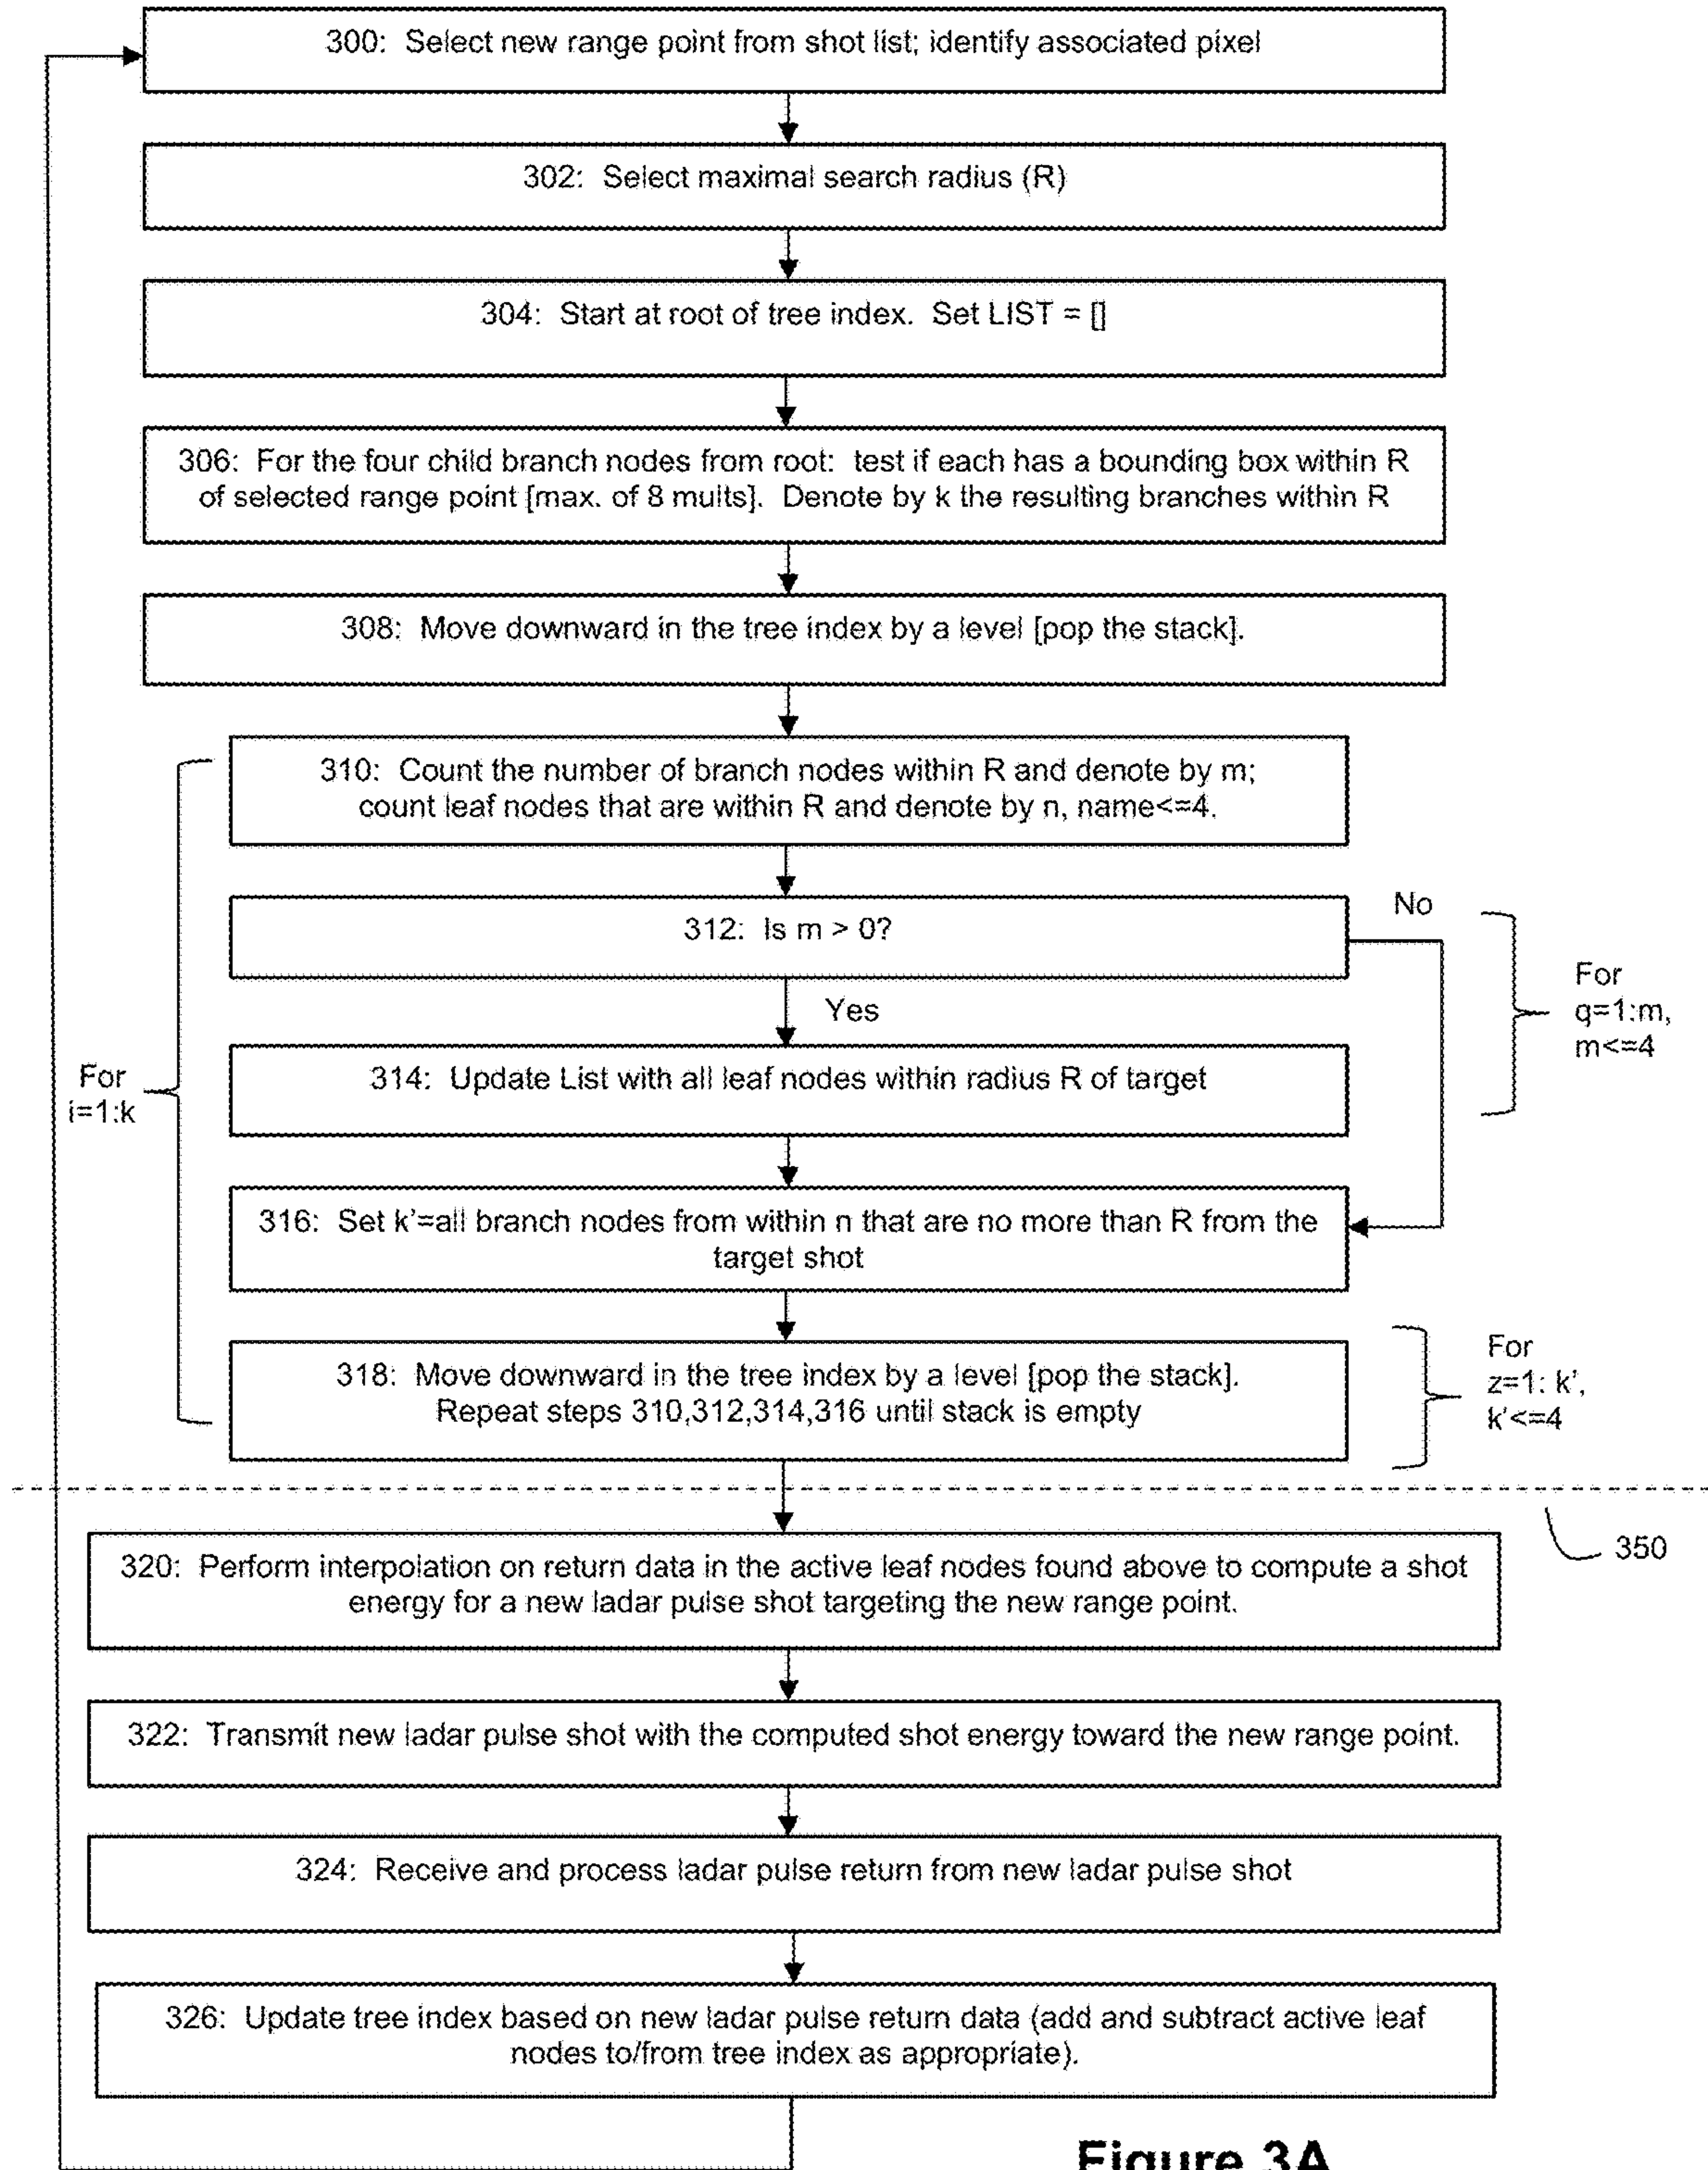 300: Select new range point from shot list; identify associated pixel
302: Select maximal search radius (R)
304: Start at root of tree index. Set LIST = []
306: For the four child branch nodes from root: test if each has a bounding box within R
of selected range point [max. of 8 mults]. Denote by k the resulting branches within R
308: Move downward in the tree index by a level [pop the stack].
310: Count the number of branch nodes within R and denote by m;
count leaf nodes that are within R and denote by n, name<=4.
312: Is m > 0?
No
Yes
For
q=1:m,
m<=4
314: Update List with all leaf nodes within radius R of target
For
i=1:k
316: Set k'=all branch nodes from within n that are no more than R from the
target shot
318: Move downward in the tree index by a level [pop the stack].
Repeat steps 310,312,314,316 until stack is empty
For
z=1: k',
k'<=4
350
320: Perform interpolation on return data in the active leaf nodes found above to compute a shot
energy for a new ladar pulse shot targeting the new range point.
322: Transmit new ladar pulse shot with the computed shot energy toward the new range point.
324: Receive and process ladar pulse return from new ladar pulse shot
326: Update tree index based on new ladar pulse return data (add and subtract active leaf
nodes to/from tree index as appropriate).
Figure 3A